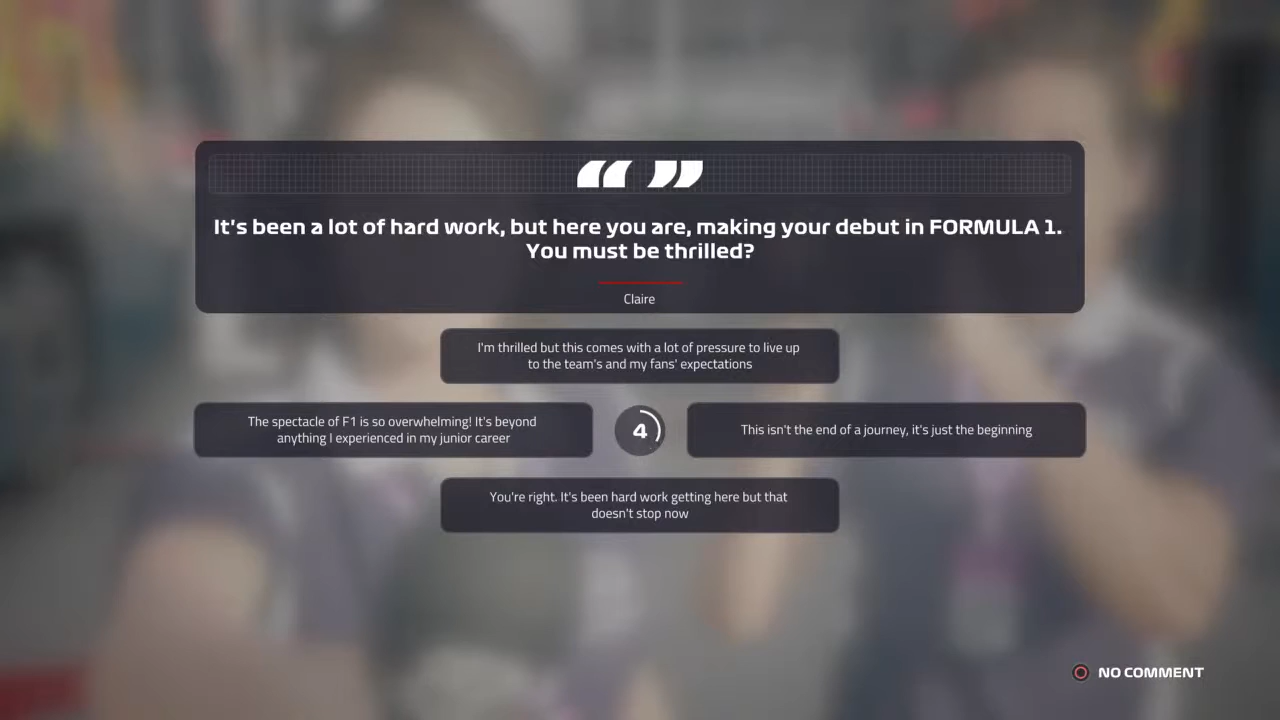 “ ”
It's been a lot of hard work, but here you are, making your debut in FORMULA 1.
You must be thrilled?
Claire
I'm thrilled but this comes with a lot of pressure to live up
to the team's and my fans' expectations
The spectacle of F1 is so overwhelming! It's beyond
anything I experienced in my junior career
4
This isn't the end of a journey, it's just the beginning
You're right. It's been hard work getting here but that
doesn't stop now
NO COMMENT